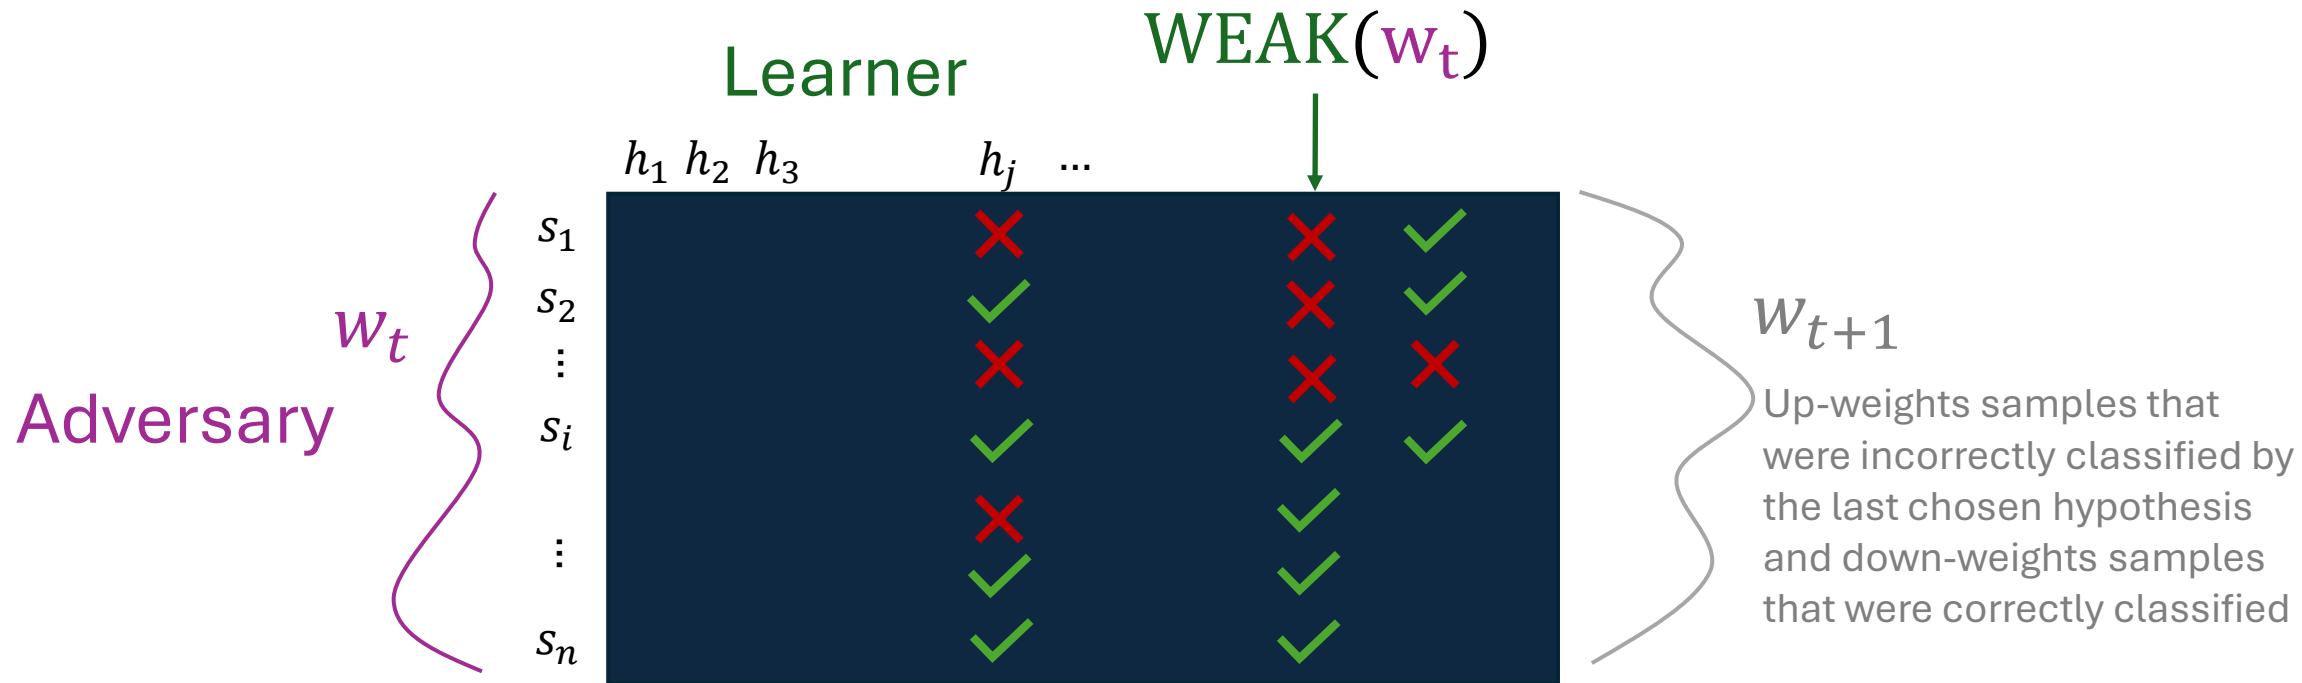 WEAK(wₜ)
Learner
h₁ h₂ h₃ hⱼ ...
s₁
s₂
⋮
sᵢ
⋮
sₙ
wₜ
Adversary
wₜ₊₁
Up-weights samples that
were incorrectly classified by
the last chosen hypothesis
and down-weights samples
that were correctly classified